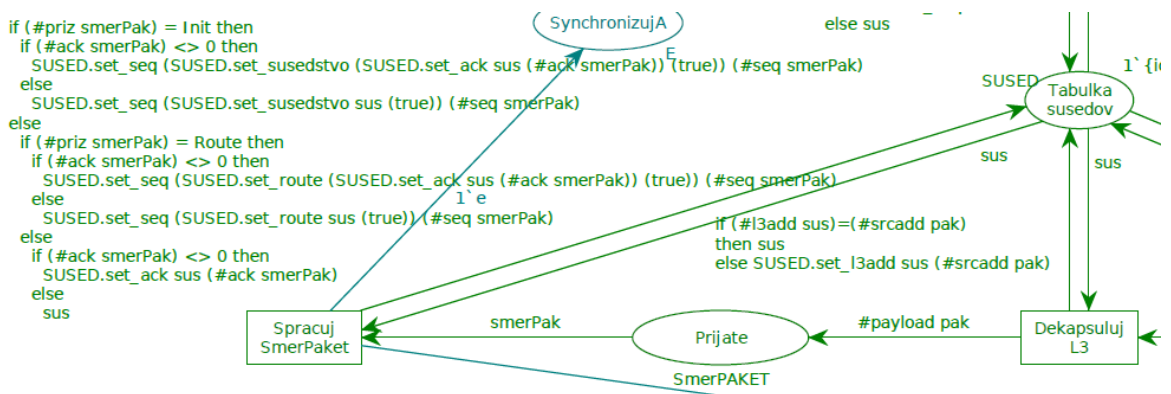 if (#priz smerPak) = Init then
if (#ack smerPak) <> 0 then
SUSED.set_seq (SUSED.set_susedstvo (SUSED.set_ack sus (#ack smerPak)) (true)) (#seq smerPak)
else
SUSED.set_seq (SUSED.set_susedstvo sus (true)) (#seq smerPak)
else
if (#priz smerPak) = Route then
if (#ack smerPak) <> 0 then
SUSED.set_seq (SUSED.set_route (SUSED.set_ack sus (#ack smerPak)) (true)) (#seq smerPak)
else
SUSED.set_seq (SUSED.set_route sus (true)) (#seq smerPak)
else
if (#ack smerPak) <> 0 then
SUSED.set_ack sus (#ack smerPak)
else
sus
SynchronizujA
E
1`e
else sus
SUSED
1`{i
Tabulka
susedov
sus
sus
if (#l3add sus)=(#srcadd pak)
then sus
else SUSED.set_l3add sus (#srcadd pak)
Spracuj
SmerPaket
smerPak
Prijate
SmerPAKET
#payload pak
Dekapsuluj
L3